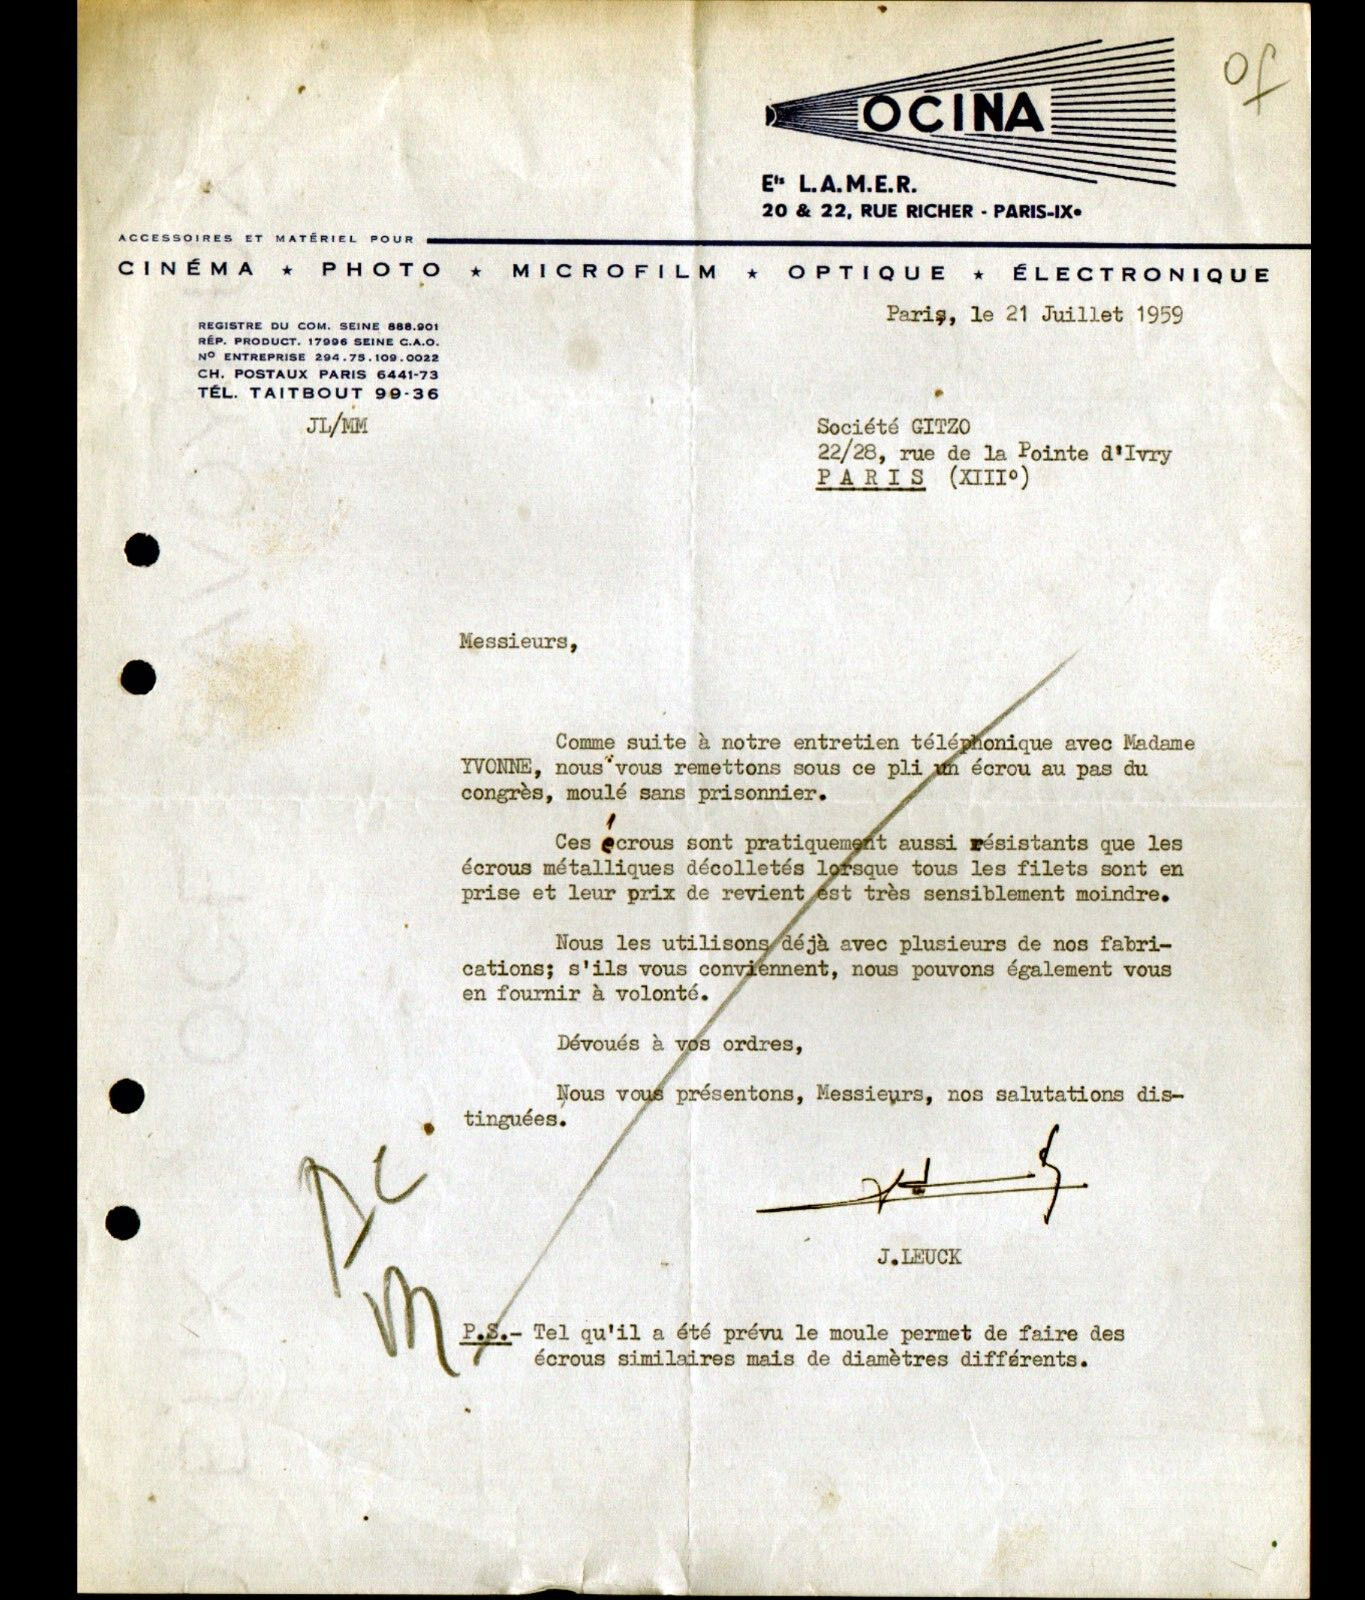 OCINA
Ets L.A.M.E.R.
20 & 22, RUE RICHER - PARIS-IXe
ACCESSOIRES ET MATÉRIEL POUR
CINÉMA ★ PHOTO ★ MICROFILM ★ OPTIQUE ★ ÉLECTRONIQUE
Paris, le 21 Juillet 1959
REGISTRE DU COM. SEINE 888.901
RÉP. PRODUCT. 17996 SEINE C.A.O.
No ENTREPRISE 294.75.109.0022
CH. POSTAUX PARIS 6441-73
TÉL. TAITBOUT 99-36
JL/MM
Société GITZO
22/28, rue de la Pointe d'Ivry
PARIS (XIII°)
Messieurs,
Comme suite à notre entretien téléphonique avec Madame
YVONNE, nous vous remettons sous ce pli un écrou au pas du
congrès, moulé sans prisonnier.
Ces écrous sont pratiquement aussi résistants que les
écrous métalliques décolletés lorsque tous les filets sont en
prise et leur prix de revient est très sensiblement moindre.
Nous les utilisons déjà avec plusieurs de nos fabri-
cations; s'ils vous conviennent, nous pouvons également vous
en fournir à volonté.
Dévoués à vos ordres,
Nous vous présentons, Messieurs, nos salutations dis-
tinguées.
J.LEUCK
P.S.- Tel qu'il a été prévu le moule permet de faire des
écrous similaires mais de diamètres différents.